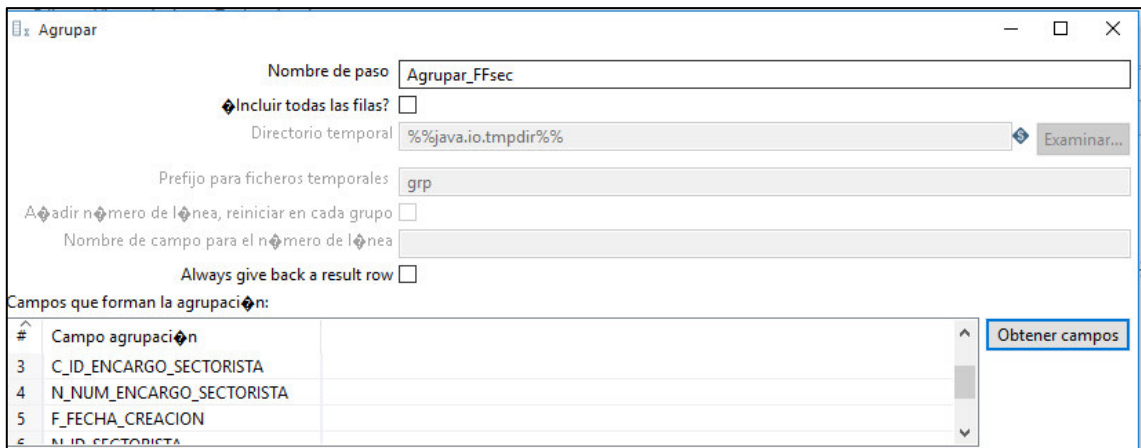 Agrupar
Nombre de paso Agrupar_FFsec
�Incluir todas las filas?
Directorio temporal %%java.io.tmpdir%% Examinar...
Prefijo para ficheros temporales grp
A�adir n�mero de l�nea, reiniciar en cada grupo
Nombre de campo para el n�mero de l�nea
Always give back a result row
Campos que forman la agrupaci�n:
# Campo agrupaci�n Obtener campos
3 C_ID_ENCARGO_SECTORISTA
4 N_NUM_ENCARGO_SECTORISTA
5 F_FECHA_CREACION
6 N_ID_SECTORISTA